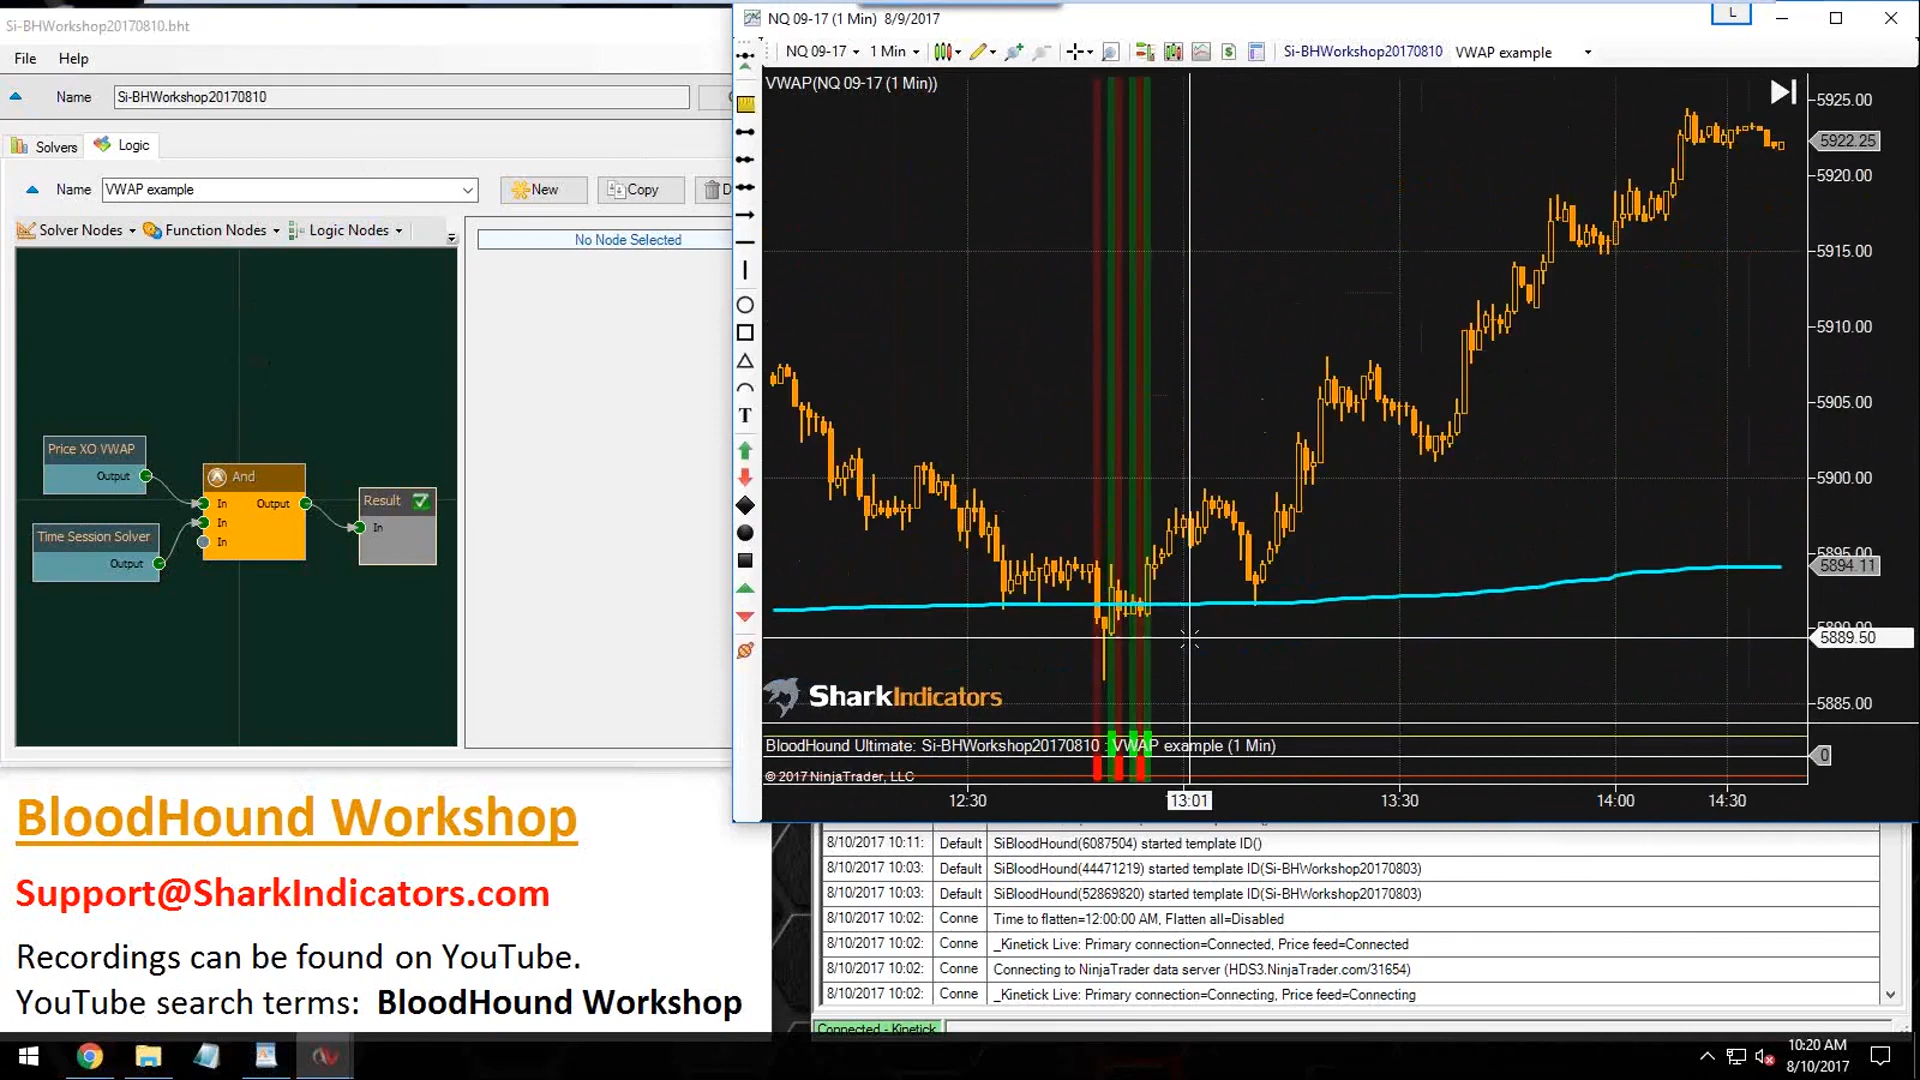 Si-BHWorkshop20170810.bht
File Help
Name Si-BHWorkshop20170810
Solvers Logic
Name VWAP example New Copy
Solver Nodes Function Nodes Logic Nodes
No Node Selected
Price XO VWAP
Output
Time Session Solver
Output
And
In Output
In
In
Result
In
NQ 09-17 (1 Min) 8/9/2017
L
NQ 09-17 1 Min Si-BHWorkshop20170810 VWAP example
T
VWAP(NQ 09-17 (1 Min))
5925.00
5922.25
5920.00
5915.00
5910.00
5905.00
5900.00
5895.00
5894.11
5890.00
5889.50
5885.00
SharkIndicators
BloodHound Ultimate: Si-BHWorkshop20170810 : VWAP example (1 Min)
0
© 2017 NinjaTrader, LLC
12:30 13:01 13:30 14:00 14:30
BloodHound Workshop
Support@SharkIndicators.com
Recordings can be found on YouTube.
YouTube search terms: BloodHound Workshop
8/10/2017 10:11: Default SiBloodHound(6087504) started template ID()
8/10/2017 10:03: Default SiBloodHound(44471219) started template ID(Si-BHWorkshop20170803)
8/10/2017 10:03: Default SiBloodHound(52869820) started template ID(Si-BHWorkshop20170803)
8/10/2017 10:02: Conne Time to flatten=12:00:00 AM, Flatten all=Disabled
8/10/2017 10:02: Conne _Kinetick Live: Primary connection=Connected, Price feed=Connected
8/10/2017 10:02: Conne Connecting to NinjaTrader data server (HDS3.NinjaTrader.com/31654)
8/10/2017 10:02: Conne _Kinetick Live: Primary connection=Connecting, Price feed=Connecting
Connected - Kinetick
10:20 AM
8/10/2017